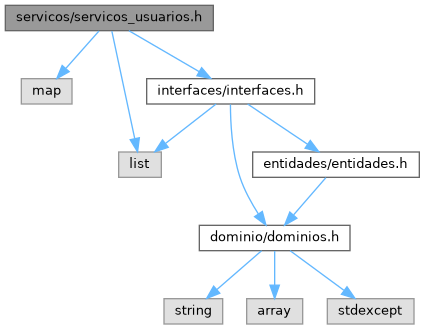 servicos/servicos_usuarios.h
map
interfaces/interfaces.h
list
entidades/entidades.h
dominio/dominios.h
string
array
stdexcept